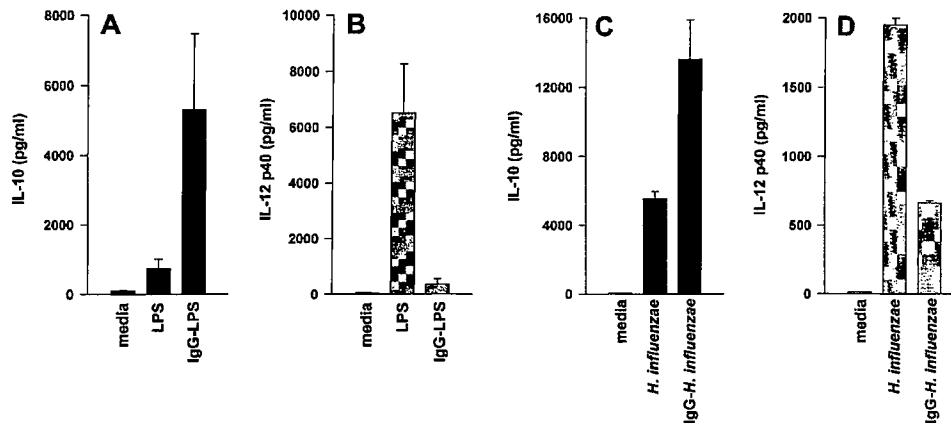 A
IL-10 (pg/ml)
8000
6000
4000
2000
0
media
LPS
IgG-LPS
B
IL-12 p40 (pg/ml)
10000
8000
6000
4000
2000
0
media
LPS
IgG-LPS
C
IL-10 (pg/ml)
16000
12000
8000
4000
0
media
H. influenzae
IgG-H. influenzae
D
IL-12 p40 (pg/ml)
2000
1500
1000
500
0
media
H. influenzae
IgG-H. influenzae